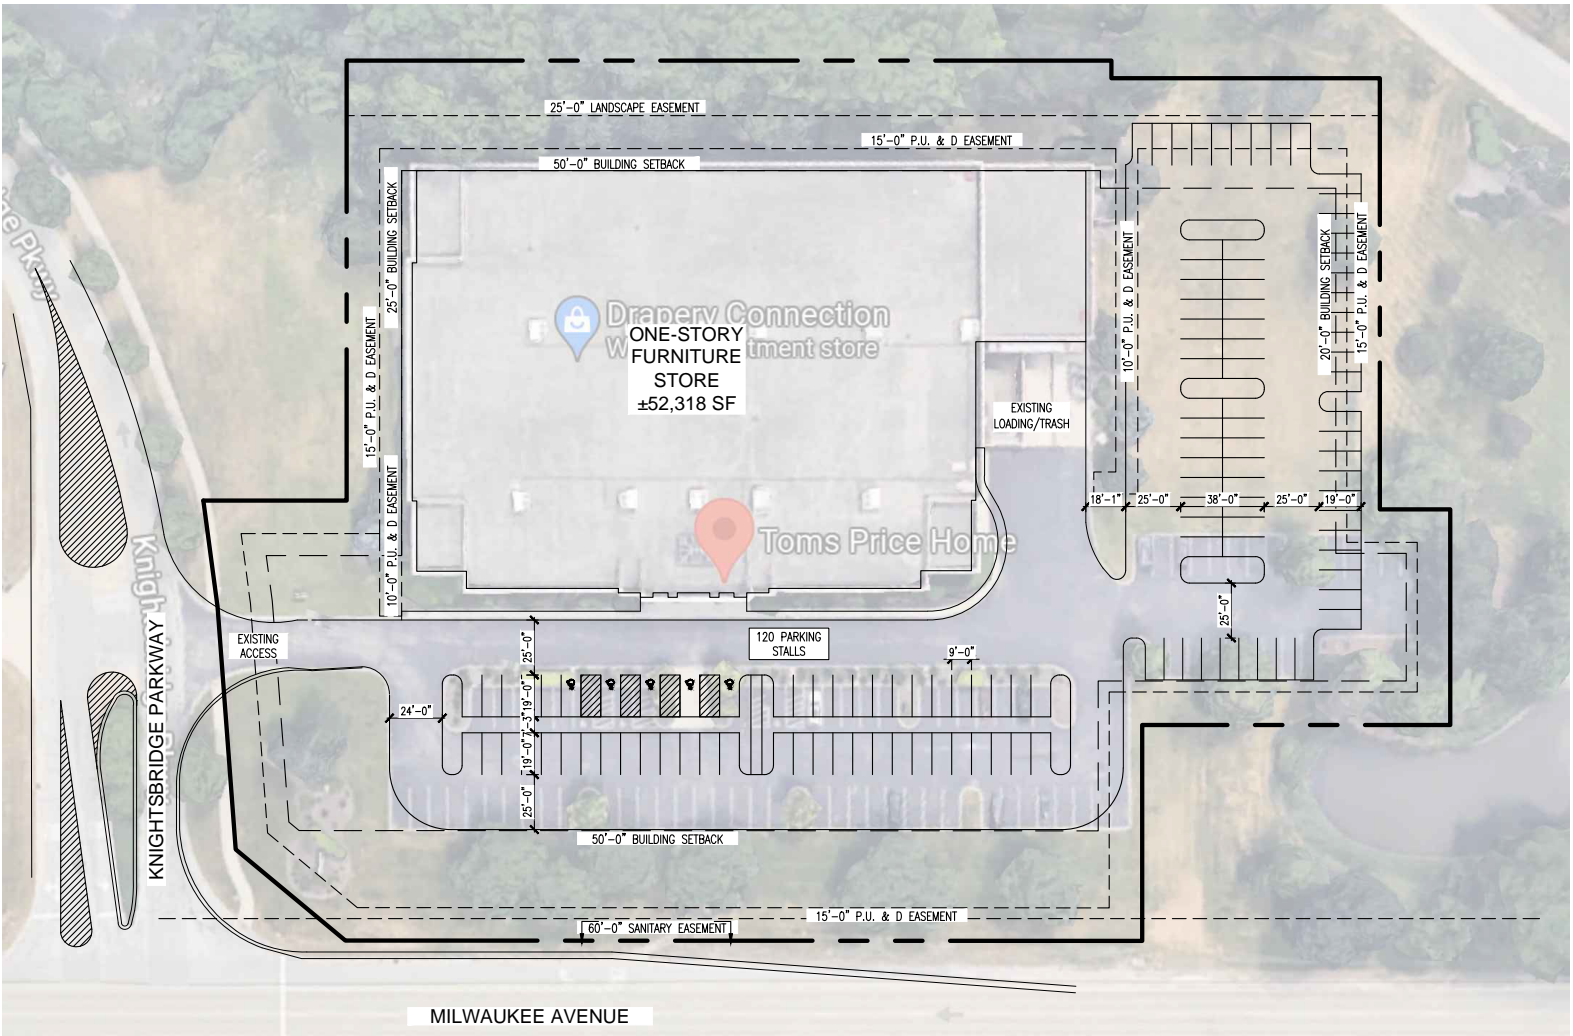 25'-0" LANDSCAPE EASEMENT
15'-0" P.U. & D EASEMENT
50'-0" BUILDING SETBACK
25'-0" BUILDING SETBACK
15'-0" P.U. & D EASEMENT
10'-0" P.U. & D EASEMENT
10'-0" P.U. & D EASEMENT
20'-0" BUILDING SETBACK
15'-0" P.U. & D EASEMENT
Drapery Connection
ONE-STORY
FURNITURE
STORE
±52,318 SF
EXISTING
LOADING/TRASH
18'-1"
25'-0"
38'-0"
25'-0"
19'-0"
Toms Price Home
25'-0"
EXISTING
ACCESS
25'-0"
120 PARKING
STALLS
9'-0"
24'-0"
19'-0"
19'-0"
25'-0"
50'-0" BUILDING SETBACK
KNIGHTSBRIDGE PARKWAY
15'-0" P.U. & D EASEMENT
60'-0" SANITARY EASEMENT
MILWAUKEE AVENUE